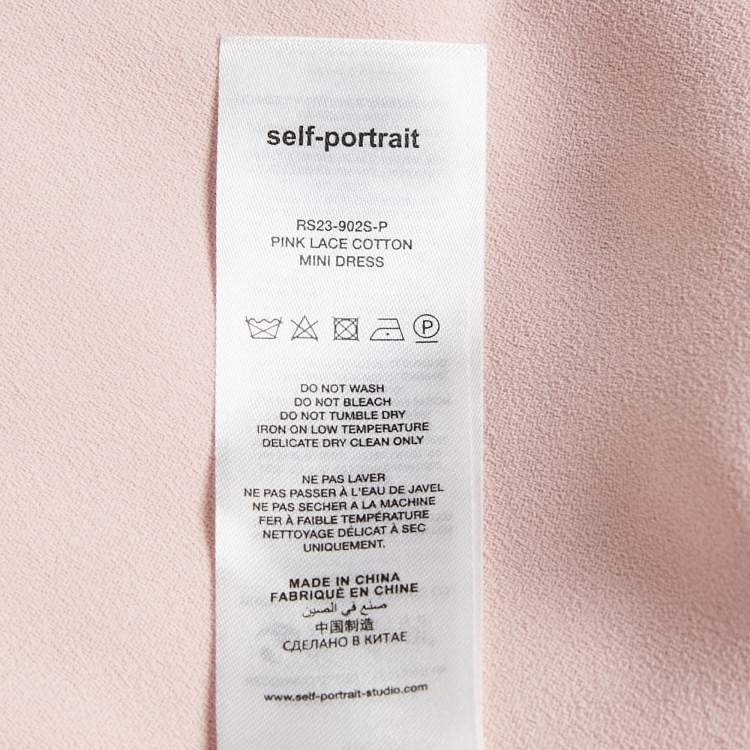 self-portrait
RS23-902S-P
PINK LACE COTTON
MINI DRESS
P
DO NOT WASH
DO NOT BLEACH
DO NOT TUMBLE DRY
IRON ON LOW TEMPERATURE
DELICATE DRY CLEAN ONLY
NE PAS LAVER
NE PAS PASSER À L'EAU DE JAVEL
NE PAS SECHER A LA MACHINE
FER À FAIBLE TEMPÉRATURE
NETTOYAGE DÉLICAT À SEC
UNIQUEMENT.
MADE IN CHINA
FABRIQUÉ EN CHINE
صنع في الصين
中国制造
СДЕЛАНО В КИТАЕ
www.self-portrait-studio.com